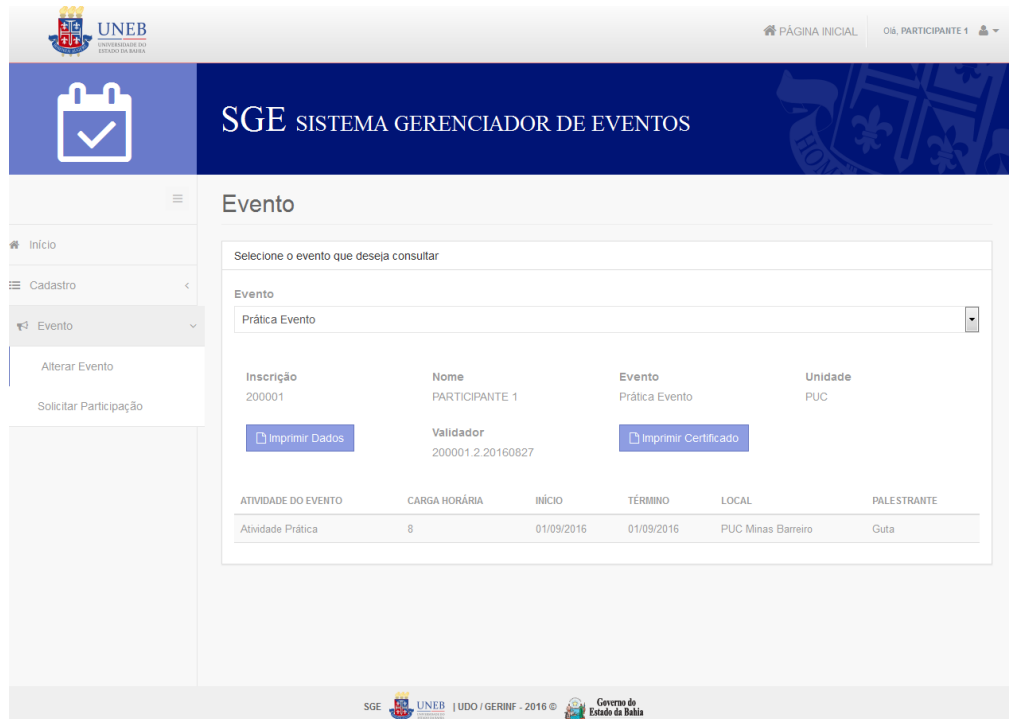 UNEB
UNIVERSIDADE DO
ESTADO DA BAHIA
PÁGINA INICIAL
Olá, PARTICIPANTE 1
SGE SISTEMA GERENCIADOR DE EVENTOS
HOMI
Evento
Início
Cadastro
Evento
Alterar Evento
Solicitar Participação
Selecione o evento que deseja consultar
Evento
Prática Evento
Inscrição Nome Evento Unidade
200001 PARTICIPANTE 1 Prática Evento PUC
Imprimir Dados Validador Imprimir Certificado
200001.2.20160827
ATIVIDADE DO EVENTO CARGA HORÁRIA INÍCIO TÉRMINO LOCAL PALESTRANTE
Atividade Prática 8 01/09/2016 01/09/2016 PUC Minas Barreiro Guta
SGE UNEB | UDO / GERINF - 2016 © Governo do
Estado da Bahia